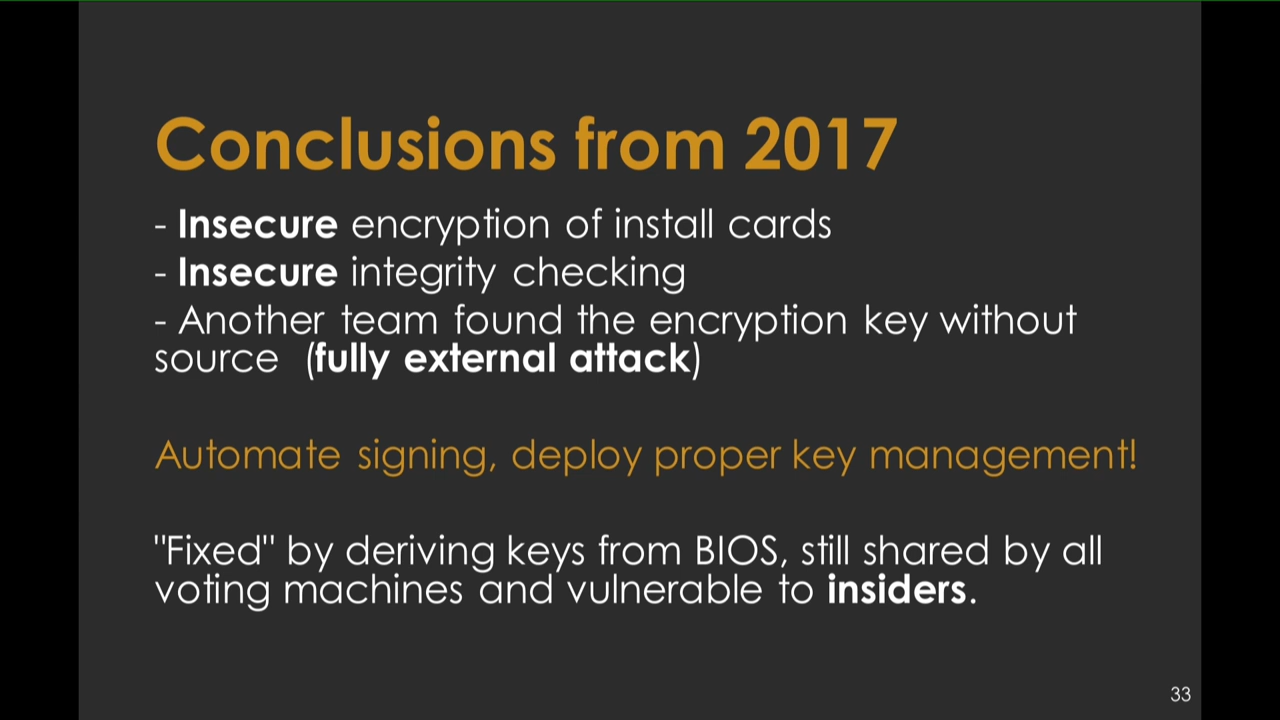 Conclusions from 2017
- Insecure encryption of install cards
- Insecure integrity checking
- Another team found the encryption key without
source (fully external attack)
Automate signing, deploy proper key management!
"Fixed" by deriving keys from BIOS, still shared by all
voting machines and vulnerable to insiders.
33